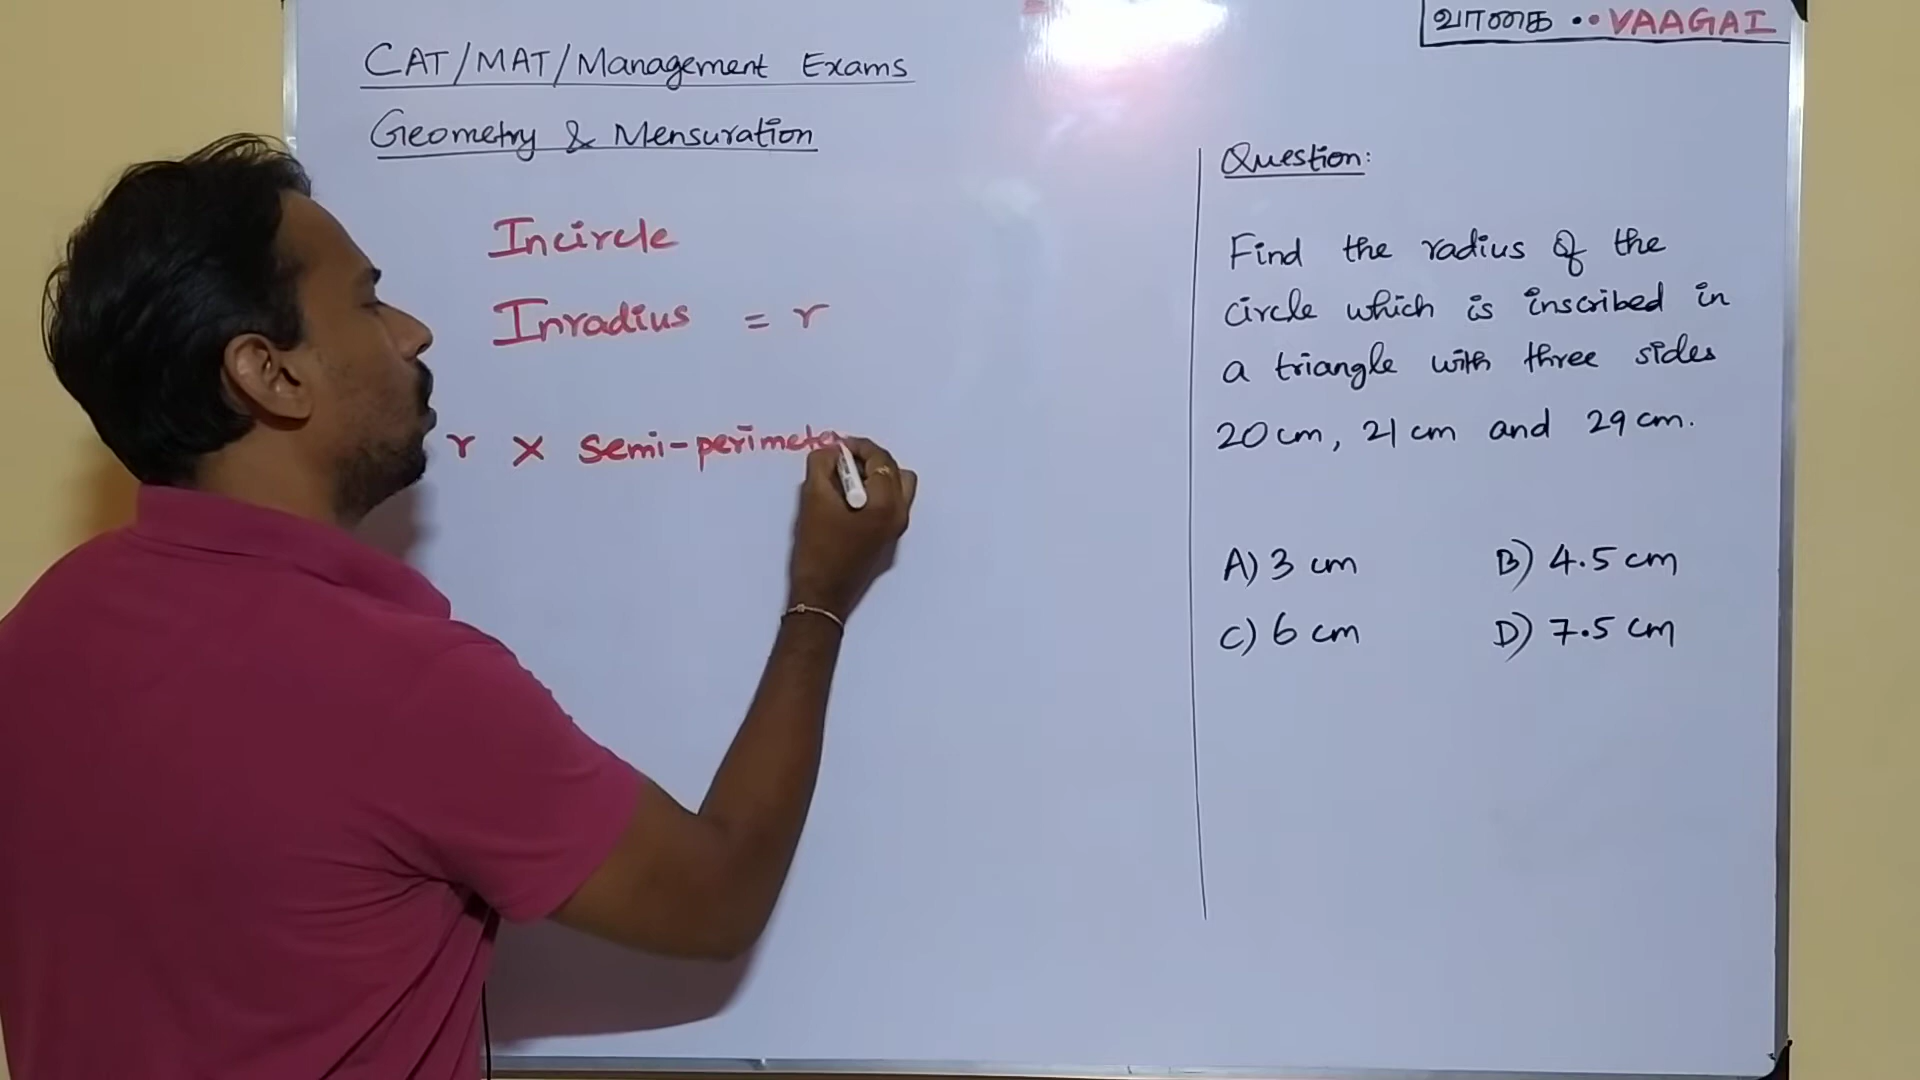 வாகை •• VAAGAI
CAT/MAT/Management Exams
Geometry & Mensuration
Incircle
Inradius = r
r × Semi-perimeter
Question:
Find the radius of the
circle which is inscribed in
a triangle with three sides
20 cm, 21 cm and 29 cm.
A) 3 cm B) 4.5 cm
C) 6 cm D) 7.5 cm